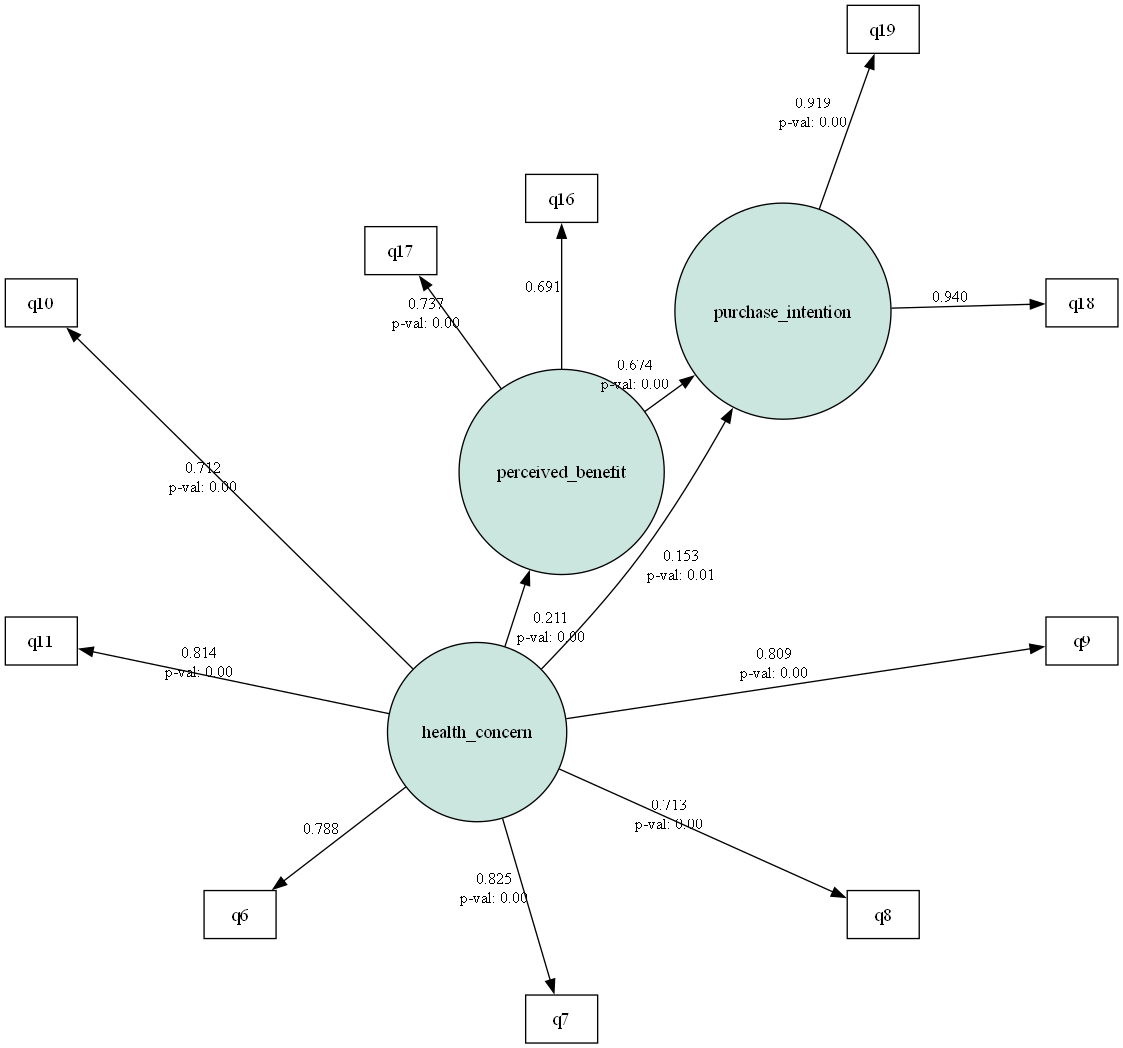 q19
0.919
p-val: 0.00
q16
q17
q10
0.691
0.737
p-val: 0.00
purchase_intention
0.940
q18
0.674
p-val: 0.00
perceived_benefit
0.712
p-val: 0.00
0.153
p-val: 0.01
0.211
p-val: 0.00
q11
0.814
p-val: 0.00
0.809
p-val: 0.00
q9
health_concern
0.788
0.713
p-val: 0.00
0.825
p-val: 0.00
q6
q8
q7